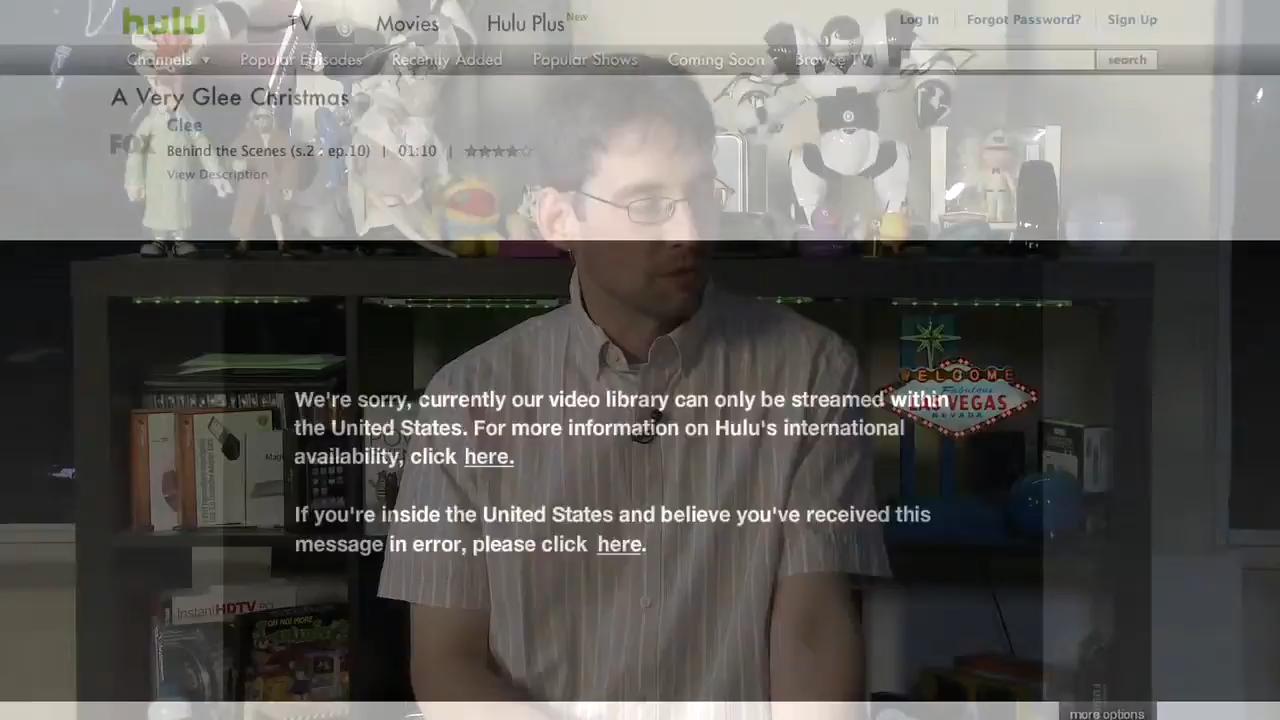 hulu TV Movies Hulu Plus New Log In Forgot Password? Sign Up
Channels ▾ Popular Episodes Recently Added Popular Shows Coming Soon Browse TV search
A Very Glee Christmas
Glee
FOX
Behind the Scenes (s.2 : ep.10) | 01:10 |
View Description
WELCOME
Fabulous
LAS VEGAS
NEVADA
We're sorry, currently our video library can only be streamed within
the United States. For more information on Hulu's international
availability, click here.
If you're inside the United States and believe you've received this
message in error, please click here.
InstantHDTV
more options